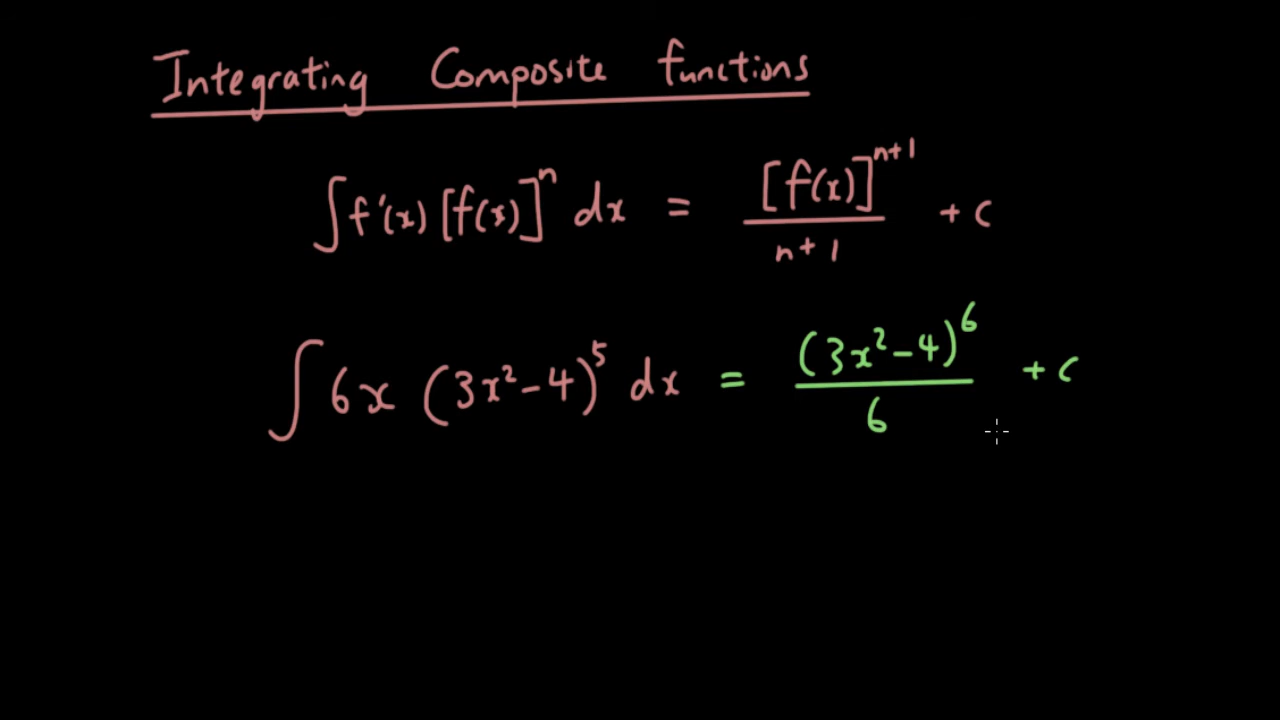 Integrating Composite functions
∫f'(x) [f(x)]^n dx = [f(x)]^(n+1) / (n+1) + c
∫ 6x (3x² - 4)^5 dx = (3x² - 4)^6 / 6 + c